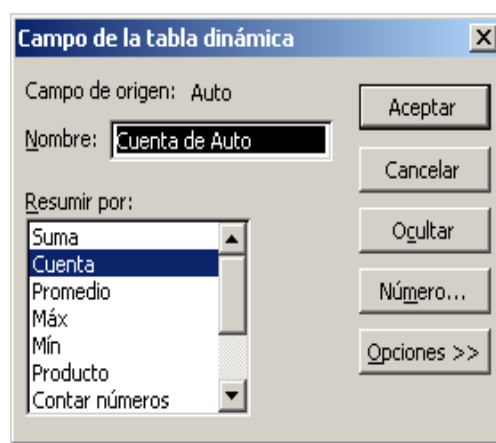 Campo de la tabla dinámica
Campo de origen: Auto
Nombre: Cuenta de Auto
Resumir por:
Suma
Cuenta
Promedio
Máx
Mín
Producto
Contar números
Aceptar
Cancelar
Ocultar
Número...
Opciones >>